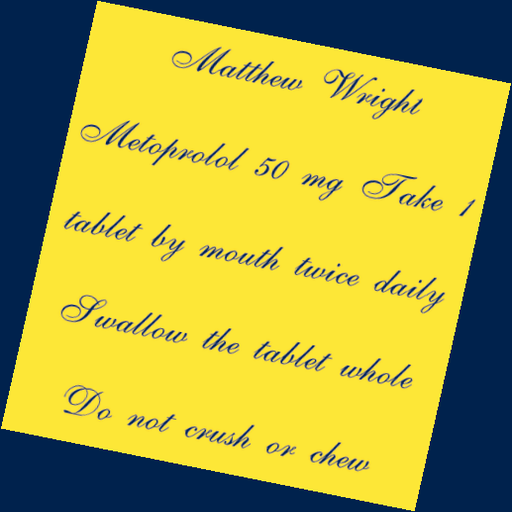 Matthew Wright
Metoprolol 50 mg Take 1
tablet by mouth twice daily
Swallow the tablet whole
Do not crush or chew